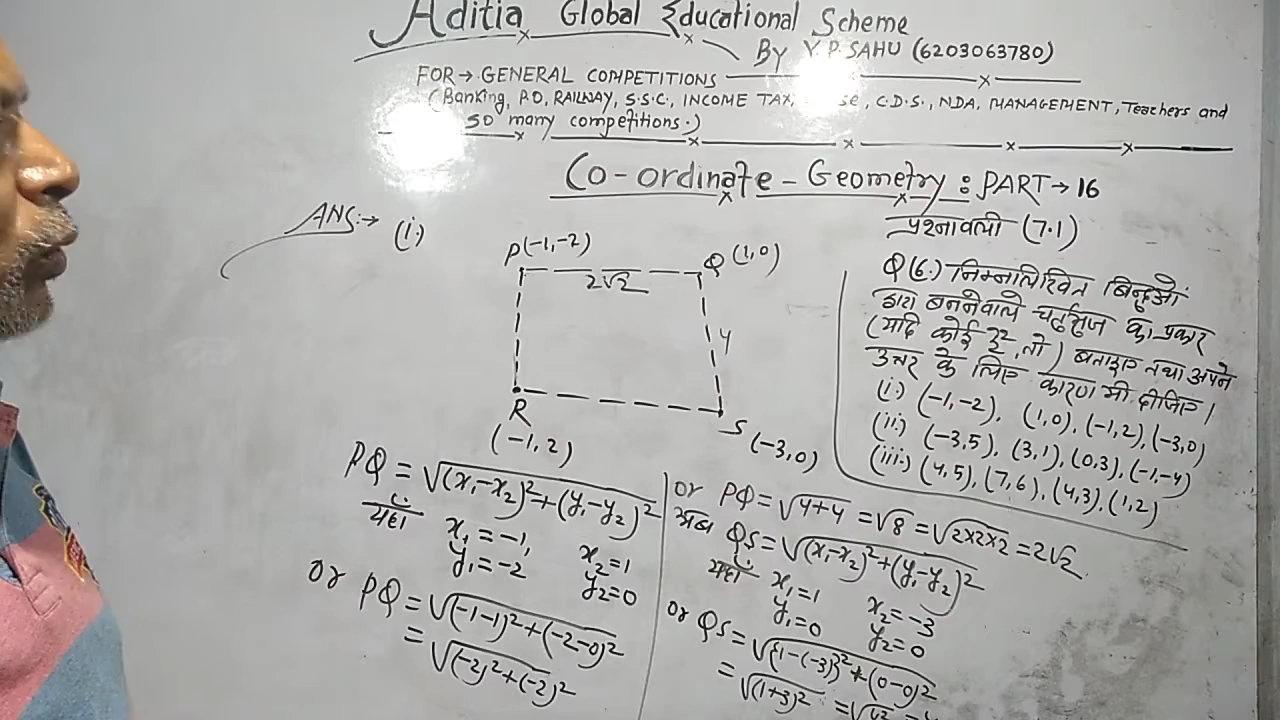 Aditia Global Educational Scheme
By Y. P. SAHU (6203063780)
FOR → GENERAL COMPETITIONS
(Banking, P.O, RAILWAY, S.S.C., INCOME TAX, C.D.S., NDA, MANAGEMENT, Teachers and
so many competitions.)
Co-ordinate-Geometry : PART → 16
प्रश्नावली (7.1)
ANS:→ (i)
P(-1,-2)
Q (1,0)
2√2
4
R
(-1,2)
S (-3,0)
Q(6.) निम्नलिखित बिन्दुओं
द्वारा बननेवाले चर्तुभुज का प्रकार
(यदि कोई है, तो) बताइए तथा अपने
उत्तर के लिए कारण भी दीजिए।
(i.) (-1,-2), (1,0), (-1,2), (-3,0)
(ii.) (-3,5), (3,1), (0,3), (-1,-4)
(iii.) (4,5), (7,6), (4,3), (1,2)
PQ = √(x₁-x₂)²+(y₁-y₂)²
यहाँ x₁=-1, x₂=1
y₁=-2 y₂=0
or PQ = √(-1-1)²+(-2-0)²
= √(-2)²+(-2)²
or PQ = √4+4 = √8 = √2×2×2 = 2√2
अब QS = √(x₁-x₂)²+(y₁-y₂)²
यहाँ x₁=1 x₂=-3
y₁=0 y₂=0
or QS = √{1-(-3)}²+(0-0)²
= √(1+3)² = √4²